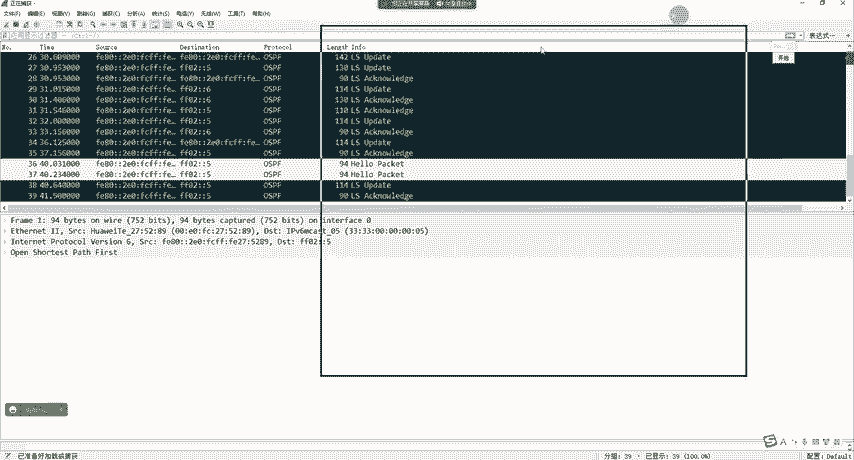 正在捕获
文件(F) 编辑(E) 视图(V) 跳转(G) 捕获(C) 分析(A) 统计(S) 电话(Y) 无线(W) 工具(T) 帮助(H)
表达式…
No. Time Source Destination Protocol Length Info
fe80::2e0:fcff:fe… fe80::2e0:fcff:fe… OSPF 142 LS Update
27 30.953000 fe80::2e0:fcff:fe… ff02::5 OSPF 130 LS Update
28 30.953000 fe80::2e0:fcff:fe… fe80::2e0:fcff:fe… OSPF 90 LS Acknowledge
29 31.015000 fe80::2e0:fcff:fe… ff02::6 OSPF 114 LS Update
30 31.406000 fe80::2e0:fcff:fe… ff02::5 OSPF 130 LS Acknowledge
31 31.546000 fe80::2e0:fcff:fe… ff02::5 OSPF 110 LS Acknowledge
32 32.000000 fe80::2e0:fcff:fe… ff02::5 OSPF 114 LS Update
33 33.156000 fe80::2e0:fcff:fe… ff02::6 OSPF 90 LS Acknowledge
34 36.125000 fe80::2e0:fcff:fe… fe80::2e0:fcff:fe… OSPF 114 LS Update
35 37.156000 fe80::2e0:fcff:fe… ff02::5 OSPF 90 LS Acknowledge
36 40.031000 fe80::2e0:fcff:fe… ff02::5 OSPF 94 Hello Packet
37 40.234000 fe80::2e0:fcff:fe… ff02::5 OSPF 94 Hello Packet
38 40.640000 fe80::2e0:fcff:fe… ff02::5 OSPF 114 LS Update
39 41.500000 fe80::2e0:fcff:fe… ff02::5 OSPF 90 LS Acknowledge
开始
Frame 1: 94 bytes on wire (752 bits), 94 bytes captured (752 bits) on interface 0
Ethernet II, Src: HuaweiTe_27:52:89 (00:e0:fc:27:52:89), Dst: IPv6mcast_05 (33:33:00:00:00:05)
Internet Protocol Version 6, Src: fe80::2e0:fcff:fe27:5289, Dst: ff02::5
Open Shortest Path First
已准备好加载或捕获
分组: 39 · 已显示: 39 (100.0%)
配置: Default